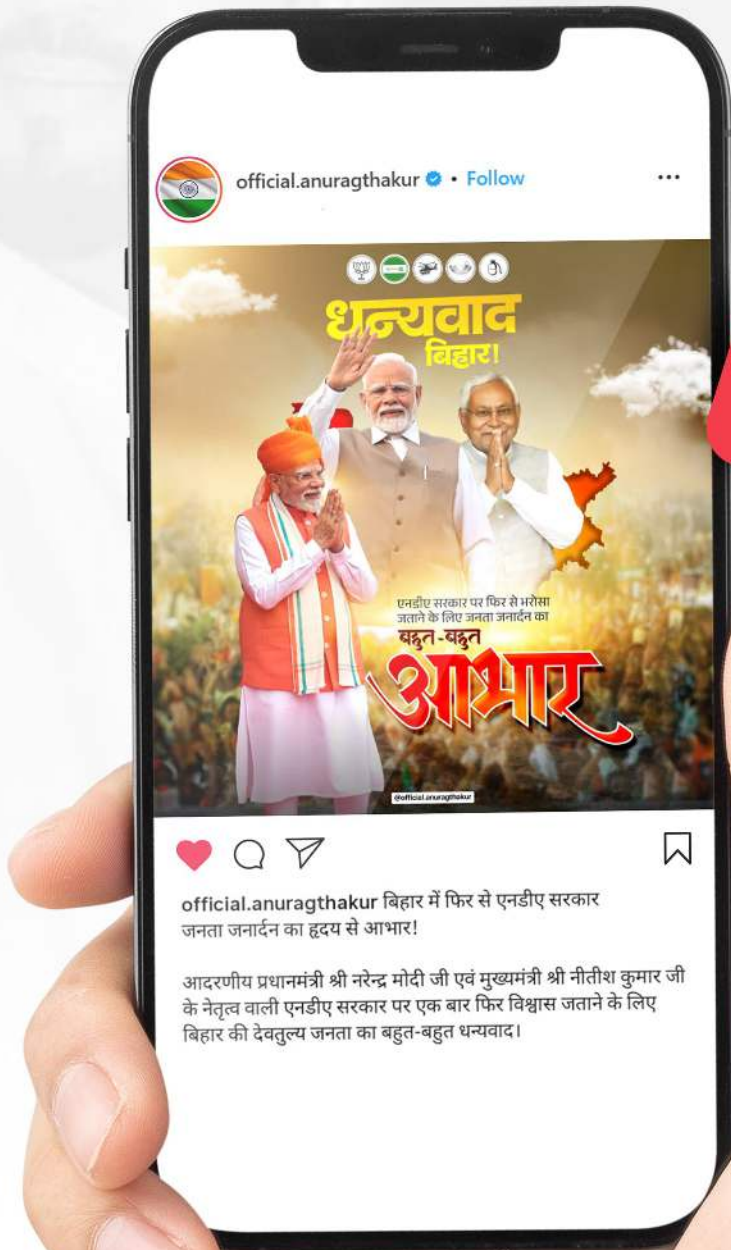 official.anuragthakur • Follow
धन्यवाद
बिहार!
एनडीए सरकार पर फिर से भरोसा
जताने के लिए जनता जनार्दन का
बहुत-बहुत
आभार
@official.anuragthakur
official.anuragthakur बिहार में फिर से एनडीए सरकार
जनता जनार्दन का हृदय से आभार!
आदरणीय प्रधानमंत्री श्री नरेन्द्र मोदी जी एवं मुख्यमंत्री श्री नीतीश कुमार जी
के नेतृत्व वाली एनडीए सरकार पर एक बार फिर विश्वास जताने के लिए
बिहार की देवतुल्य जनता का बहुत-बहुत धन्यवाद।